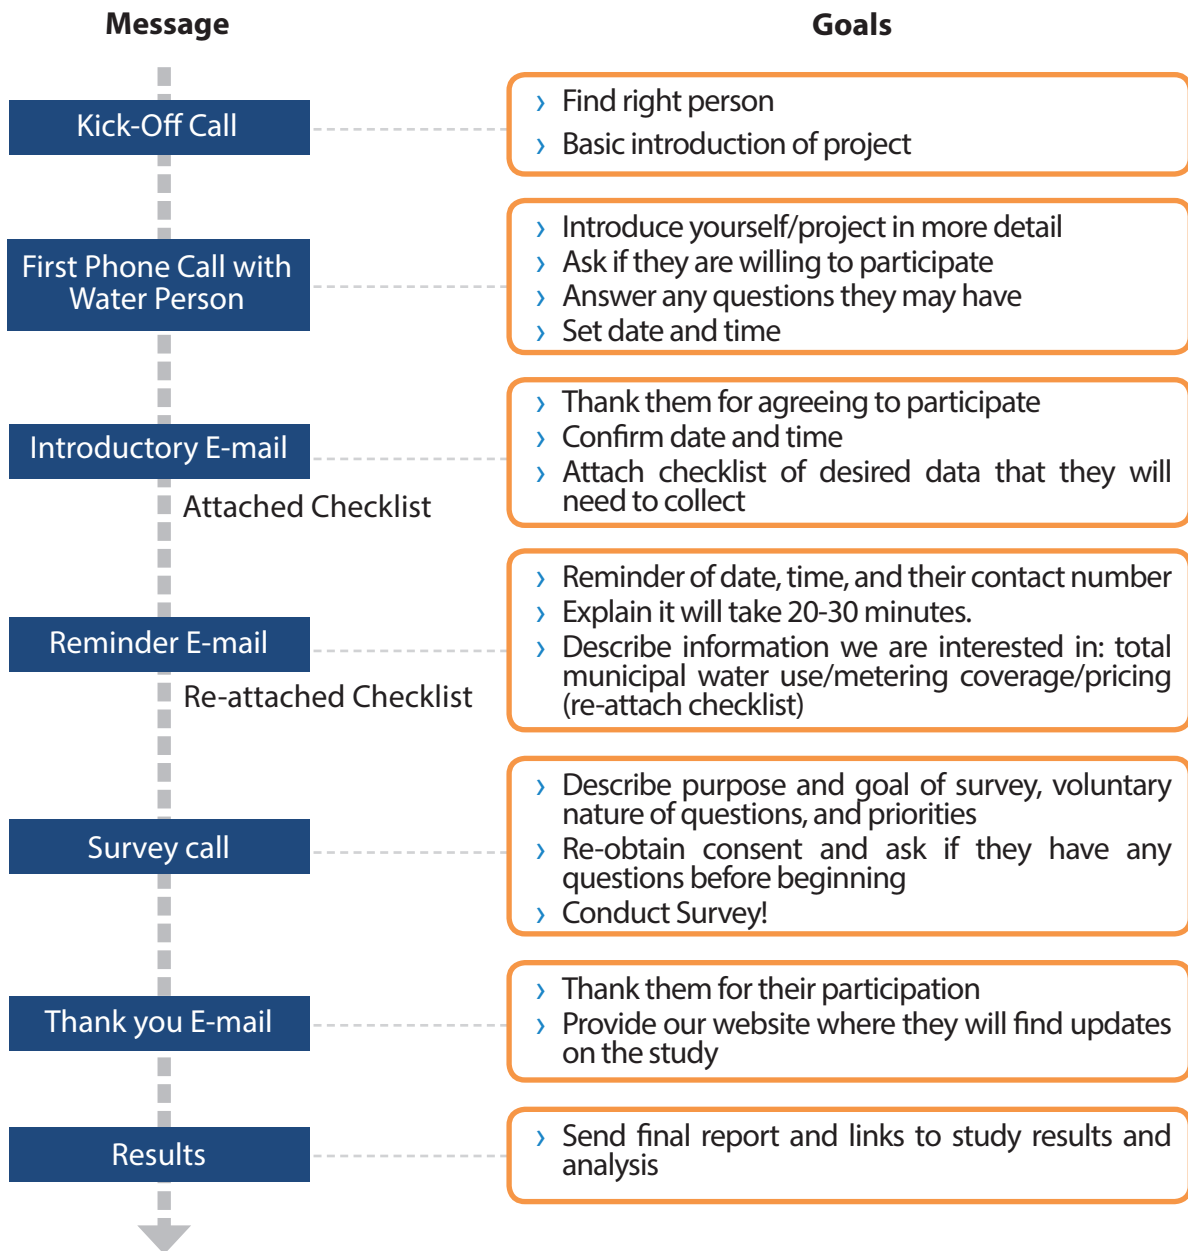 Message
Goals
Kick-Off Call
› Find right person
› Basic introduction of project
First Phone Call with
Water Person
› Introduce yourself/project in more detail
› Ask if they are willing to participate
› Answer any questions they may have
› Set date and time
Introductory E-mail
Attached Checklist
› Thank them for agreeing to participate
› Confirm date and time
› Attach checklist of desired data that they will
need to collect
Reminder E-mail
Re-attached Checklist
› Reminder of date, time, and their contact number
› Explain it will take 20-30 minutes.
› Describe information we are interested in: total
municipal water use/metering coverage/pricing
(re-attach checklist)
Survey call
› Describe purpose and goal of survey, voluntary
nature of questions, and priorities
› Re-obtain consent and ask if they have any
questions before beginning
› Conduct Survey!
Thank you E-mail
› Thank them for their participation
› Provide our website where they will find updates
on the study
Results
› Send final report and links to study results and
analysis